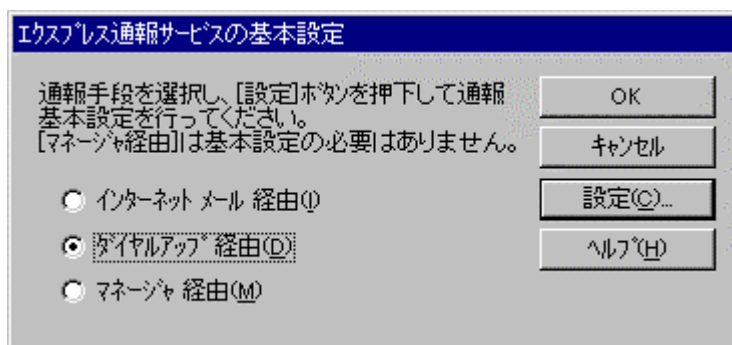 ｴｸｽﾌﾟﾚｽ通報ｻｰﾋﾞｽの基本設定
通報手段を選択し、[設定]ﾎﾞﾀﾝを押下して通報
基本設定を行ってください。
[ﾏﾈｰｼﾞｬ経由]は基本設定の必要はありません。
ｲﾝﾀｰﾈｯﾄ ﾒｰﾙ 経由(I)
ﾀﾞｲﾔﾙｱｯﾌﾟ 経由(D)
ﾏﾈｰｼﾞｬ 経由(M)
OK
ｷｬﾝｾﾙ
設定(C)...
ﾍﾙﾌﾟ(H)